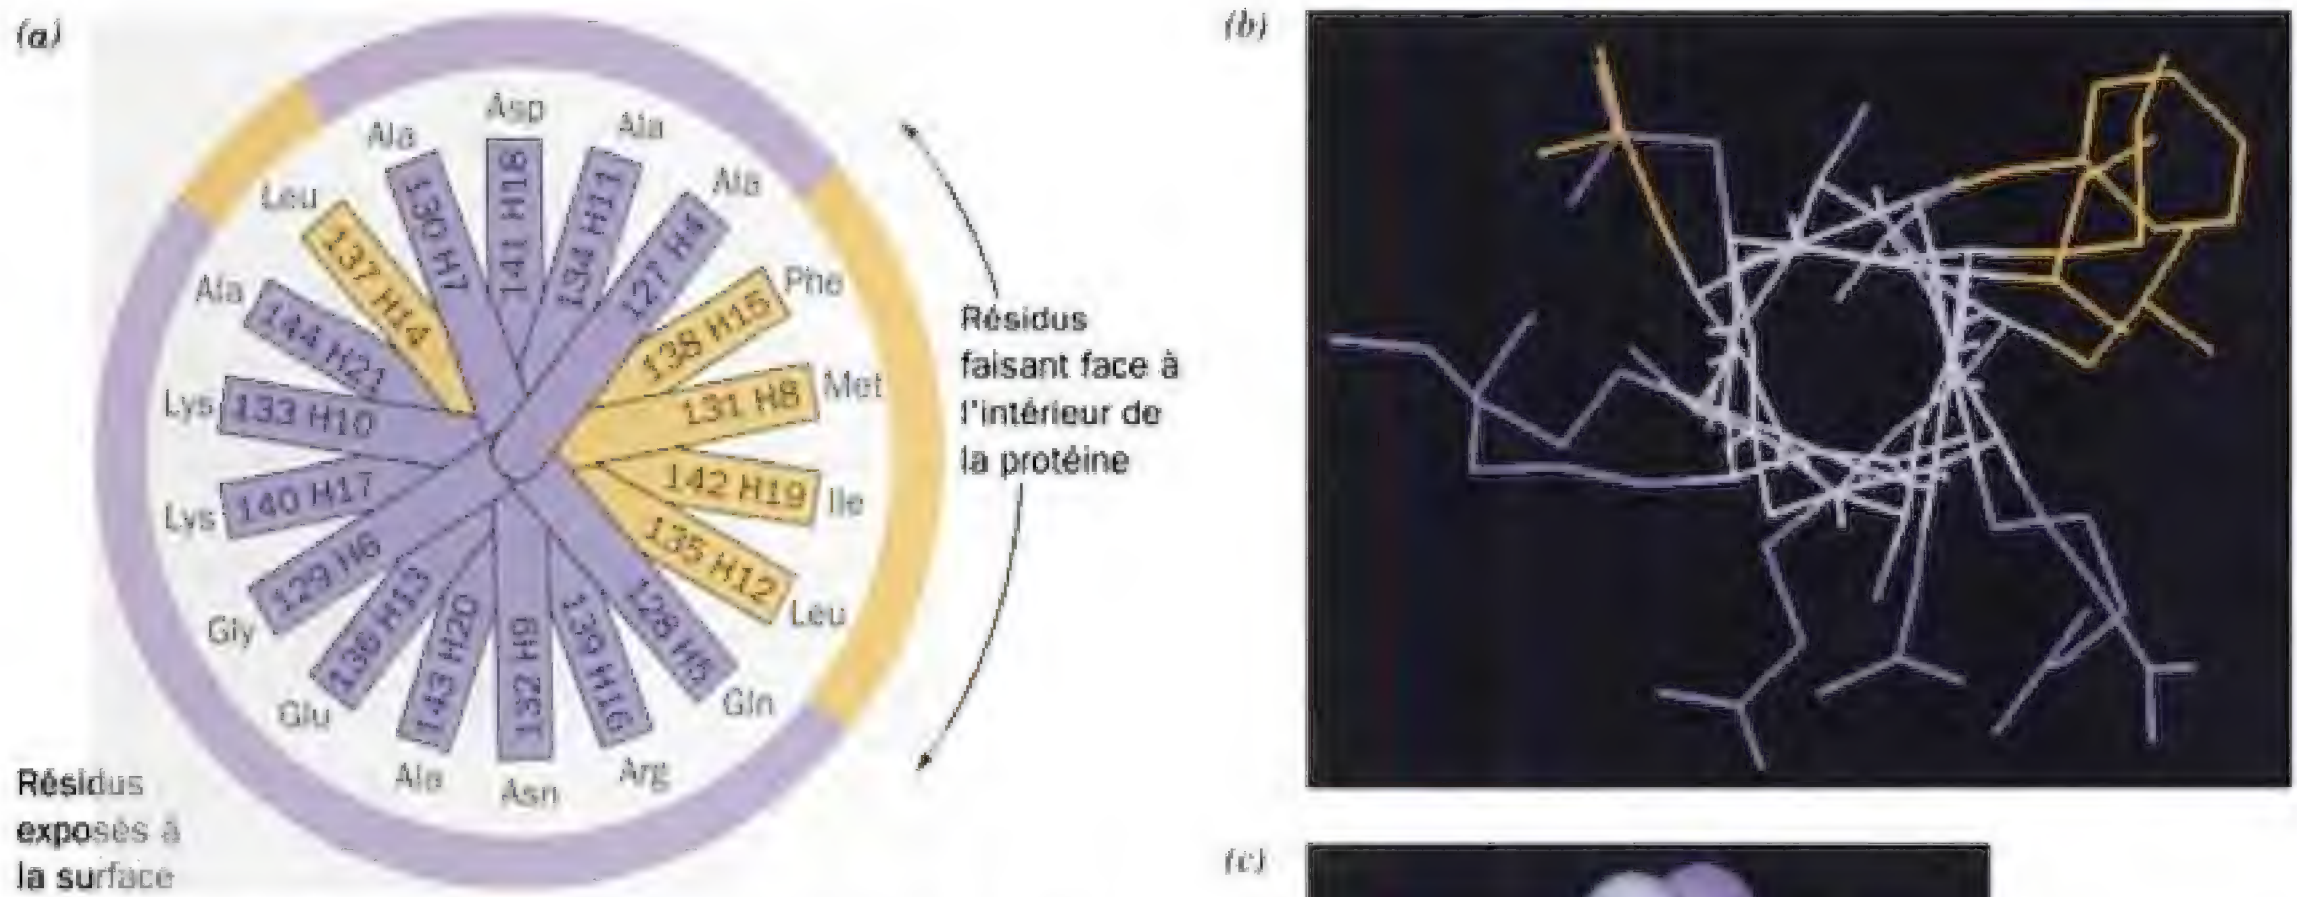 (a)
Asp
Ala
Ala
Ala
Leu
Ala
Lys
Lys
Gly
Glu
Ala
Asn
Arg
Gln
Leu
Ile
Met
Phe
141 H18
134 H11
127 H4
130 H7
137 H14
144 H21
133 H10
140 H17
129 H6
136 H13
143 H20
132 H9
139 H16
128 H5
135 H12
142 H19
131 H8
138 H15
Résidus
faisant face à
l'intérieur de
la protéine
Résidus
exposés à
la surface
(b)
(c)